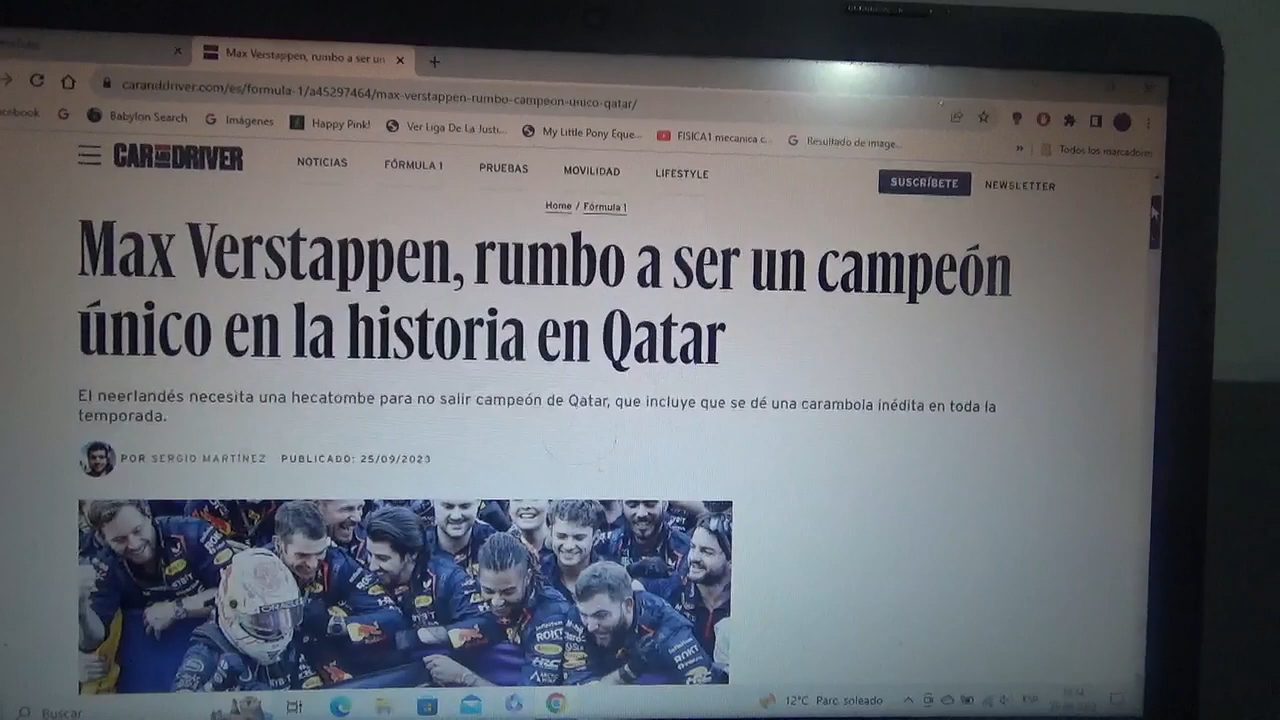 Max Verstappen, rumbo a ser un
caranddriver.com/es/formula-1/a45297464/max-verstappen-rumbo-campeon-unico-qatar/
Babylon Search Imágenes Happy Pink! Ver Liga De La Justi... My Little Pony Eque... FISICA1 mecanica c... Resultado de image... » Todos los marcadores
CAR AND DRIVER NOTICIAS FÓRMULA 1 PRUEBAS MOVILIDAD LIFESTYLE SUSCRÍBETE NEWSLETTER
Home / Fórmula 1
Max Verstappen, rumbo a ser un campeón
único en la historia en Qatar
El neerlandés necesita una hecatombe para no salir campeón de Qatar, que incluye que se dé una carambola inédita en toda la
temporada.
POR SERGIO MARTÍNEZ PUBLICADO: 25/09/2023
Buscar 12°C Parc. soleado